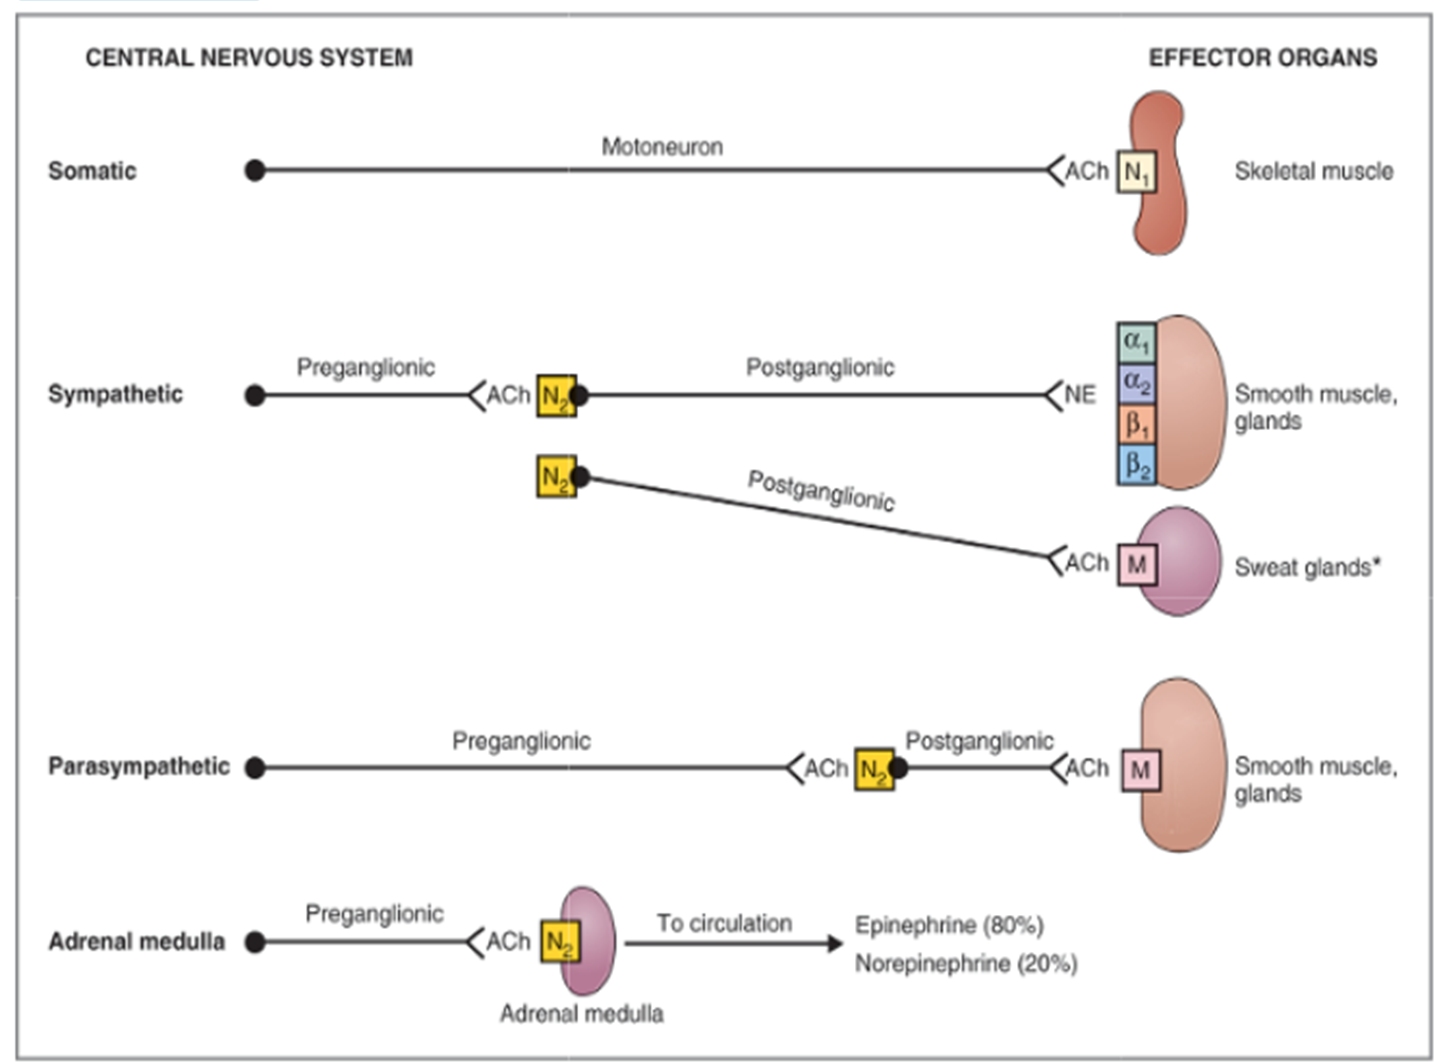 CENTRAL NERVOUS SYSTEM
EFFECTOR ORGANS
Motoneuron
Somatic
ACh
N₁
Skeletal muscle
Preganglionic
Postganglionic
Sympathetic
ACh
N₂
NE
α₁
α₂
β₁
β₂
Smooth muscle,
glands
N₂
Postganglionic
ACh
M
Sweat glands*
Preganglionic
Postganglionic
Parasympathetic
ACh
N₂
ACh
M
Smooth muscle,
glands
Preganglionic
Adrenal medulla
ACh
N₂
To circulation
Epinephrine (80%)
Norepinephrine (20%)
Adrenal medulla